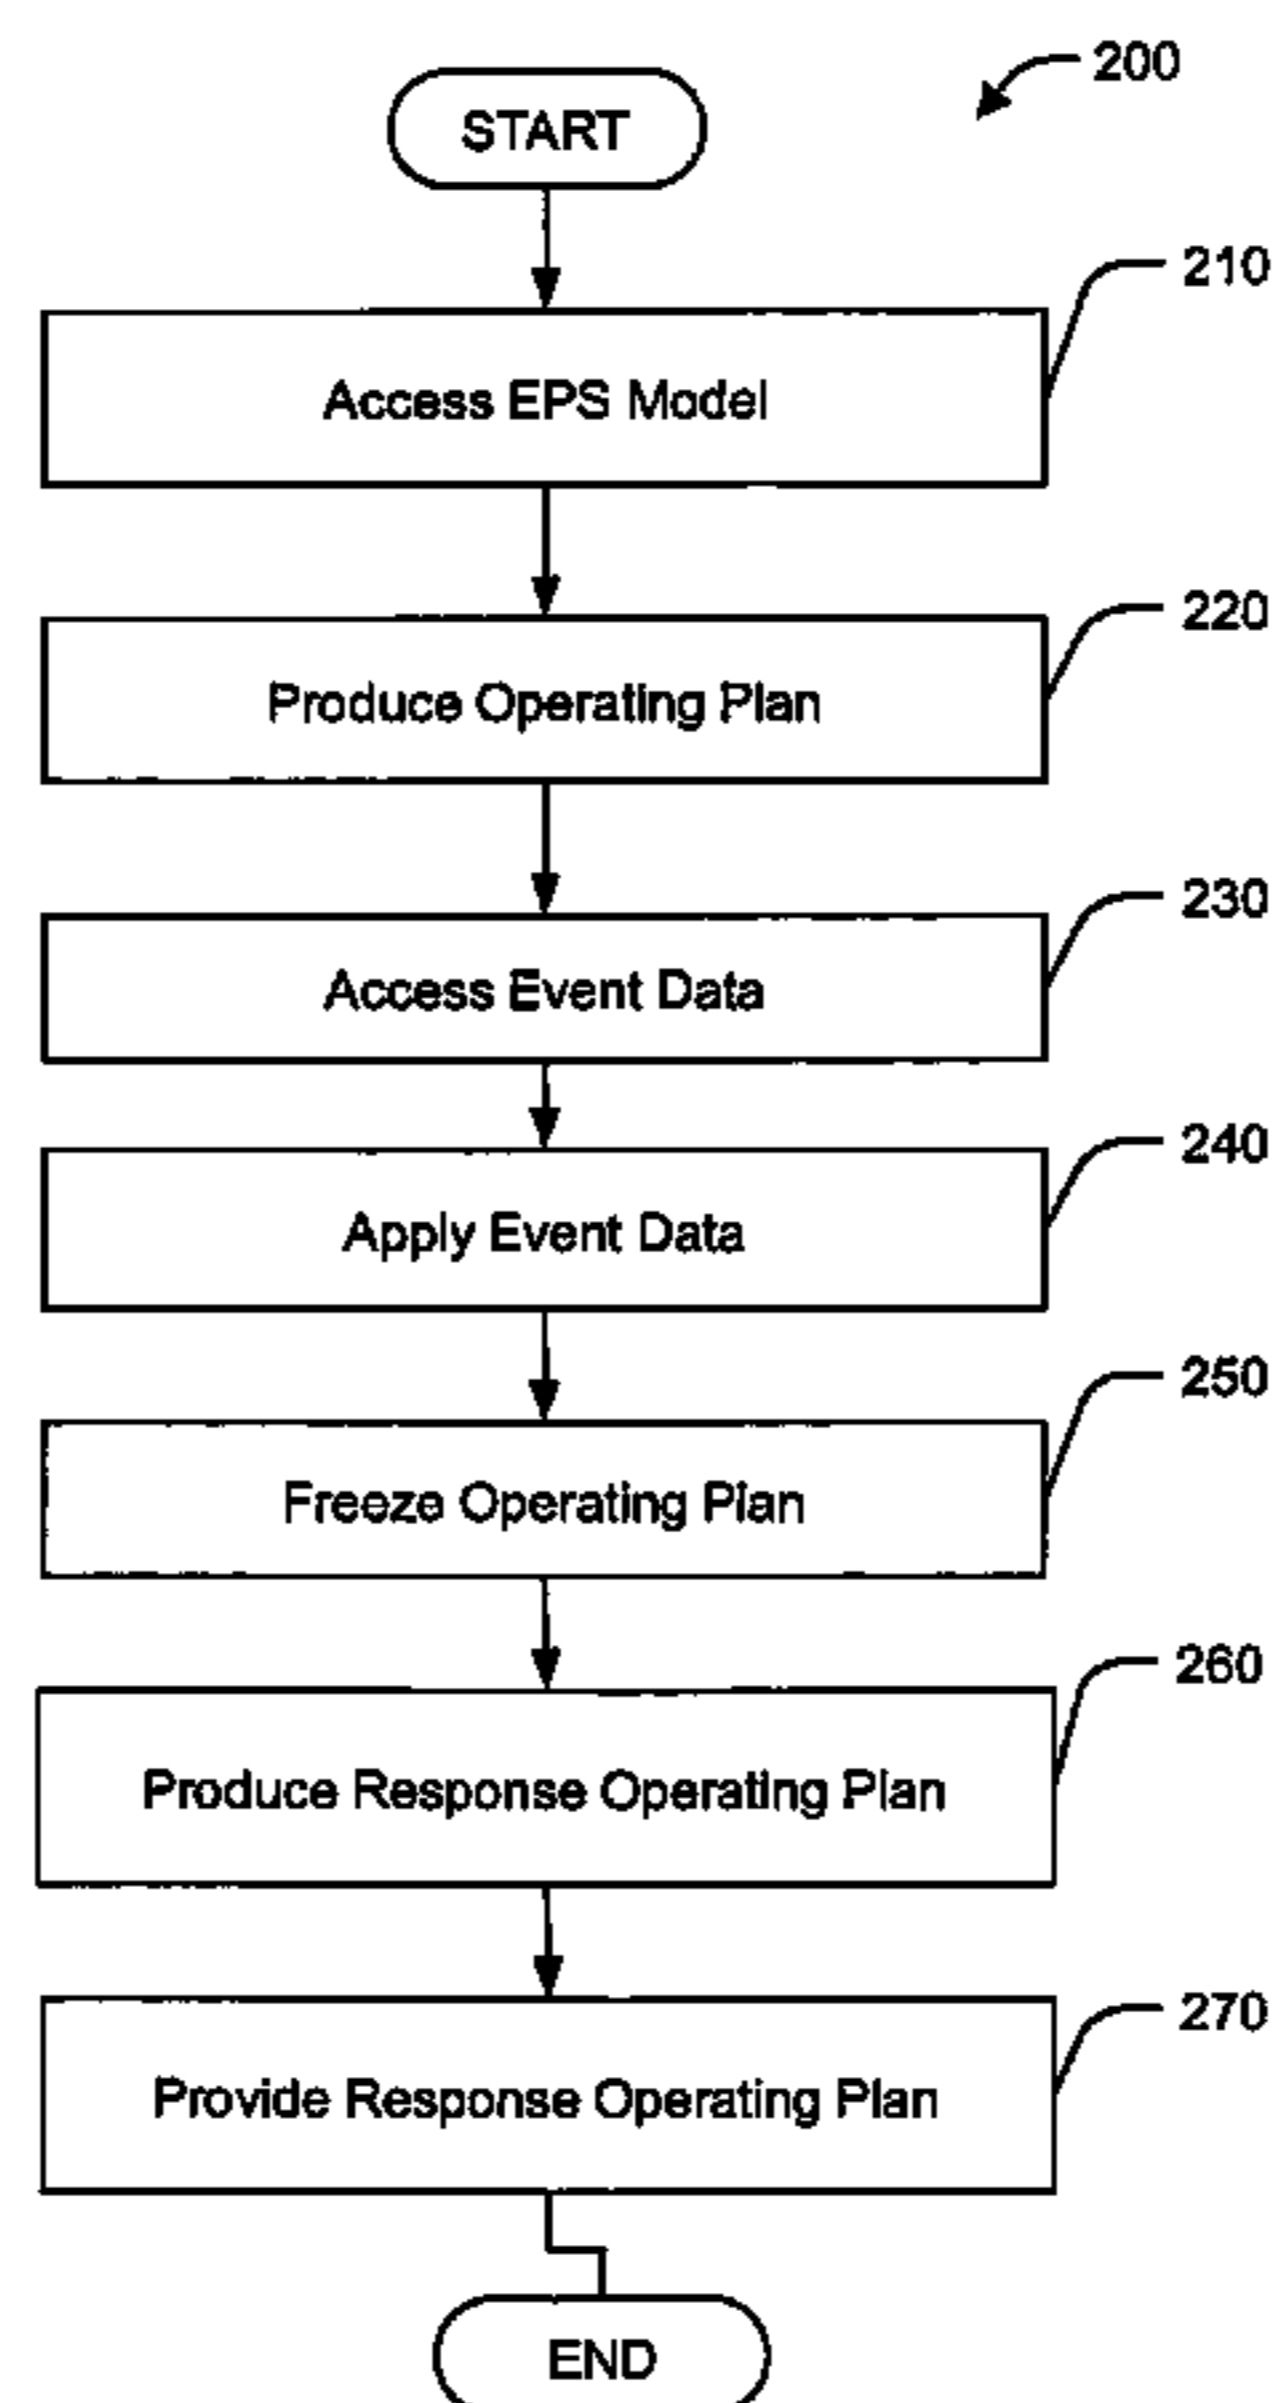 200
START
210
Access EPS Model
220
Produce Operating Plan
230
Access Event Data
240
Apply Event Data
250
Freeze Operating Plan
260
Produce Response Operating Plan
270
Provide Response Operating Plan
END